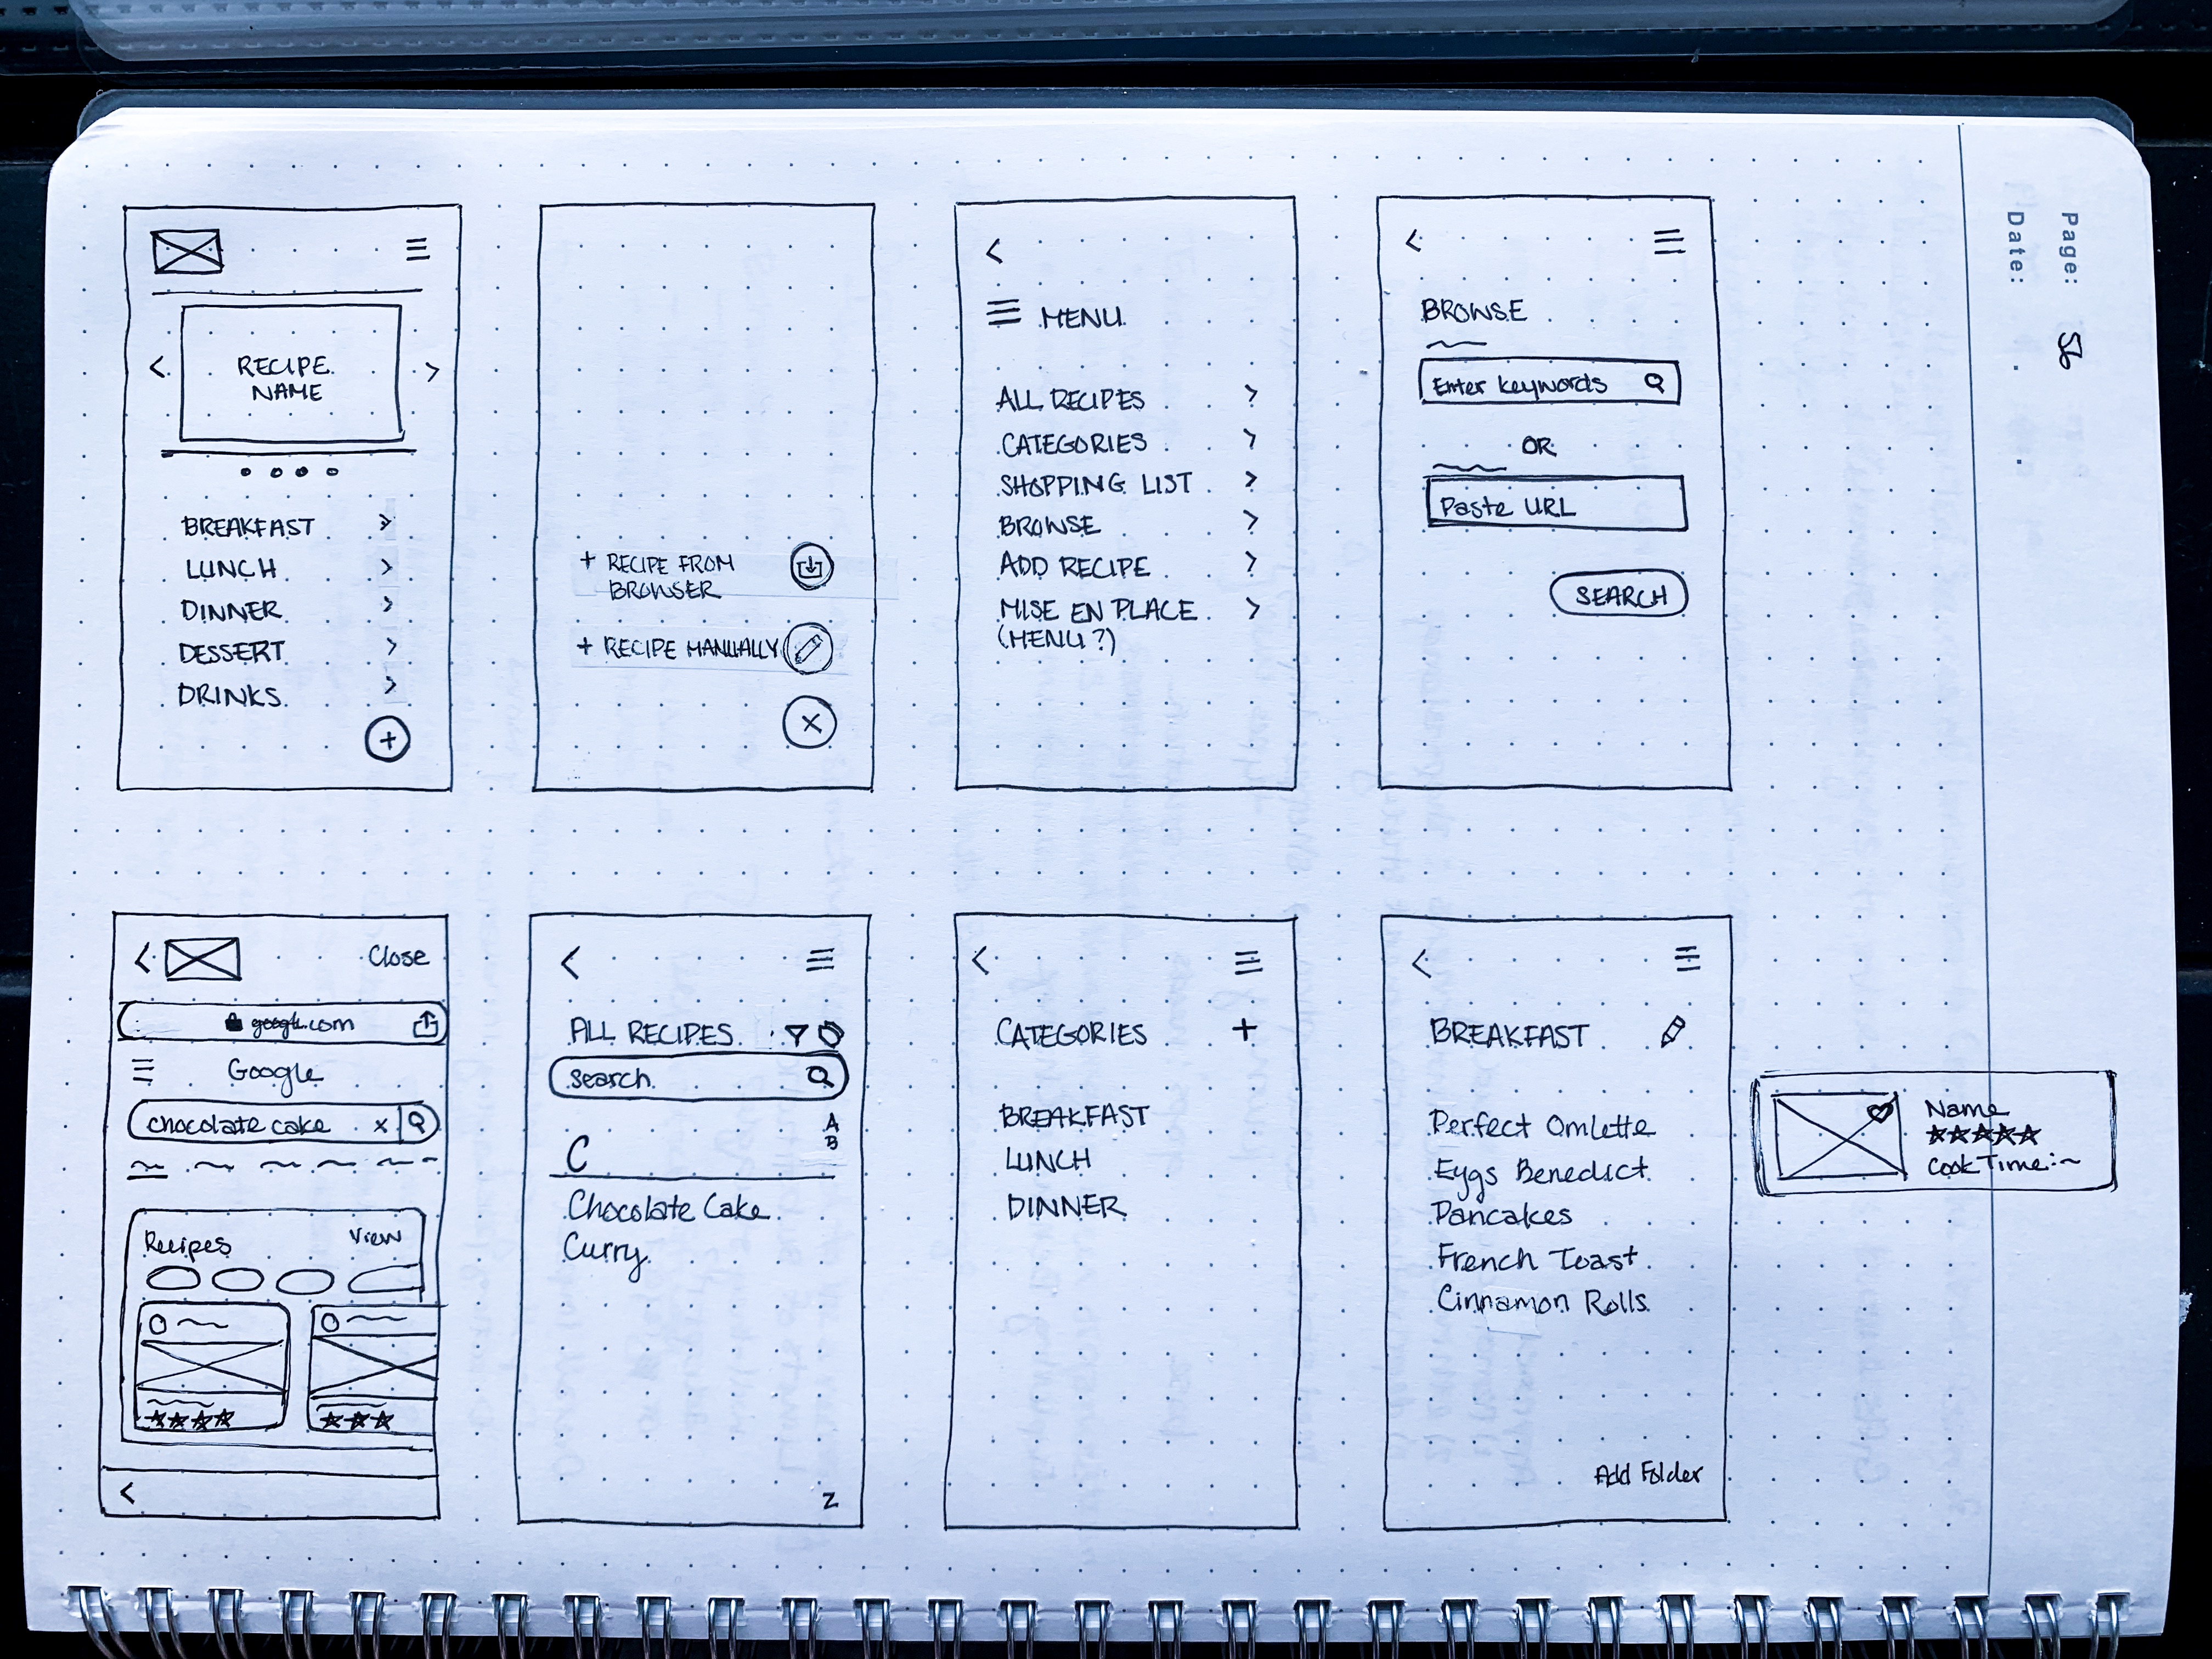 Page: 56
Date:
RECIPE
NAME
BREAKFAST >
LUNCH >
DINNER >
DESSERT >
DRINKS >
+
+ RECIPE FROM
BROWSER
+ RECIPE MANUALLY
X
<
MENU
ALL RECIPES >
CATEGORIES >
SHOPPING LIST >
BROWSE >
ADD RECIPE >
MISE EN PLACE >
(MENU?)
<
BROWSE
Enter keywords
OR
Paste URL
SEARCH
< Close
google.com
Google
chocolate cake x
Recipes View
<
<
ALL RECIPES
search
A
B
C
Chocolate Cake
Curry
Z
<
CATEGORIES +
BREAKFAST
LUNCH
DINNER
<
BREAKFAST
Perfect Omlette
Eggs Benedict
Pancakes
French Toast
Cinnamon Rolls
Add Folder
Name
★★★★★
Cook Time: ~